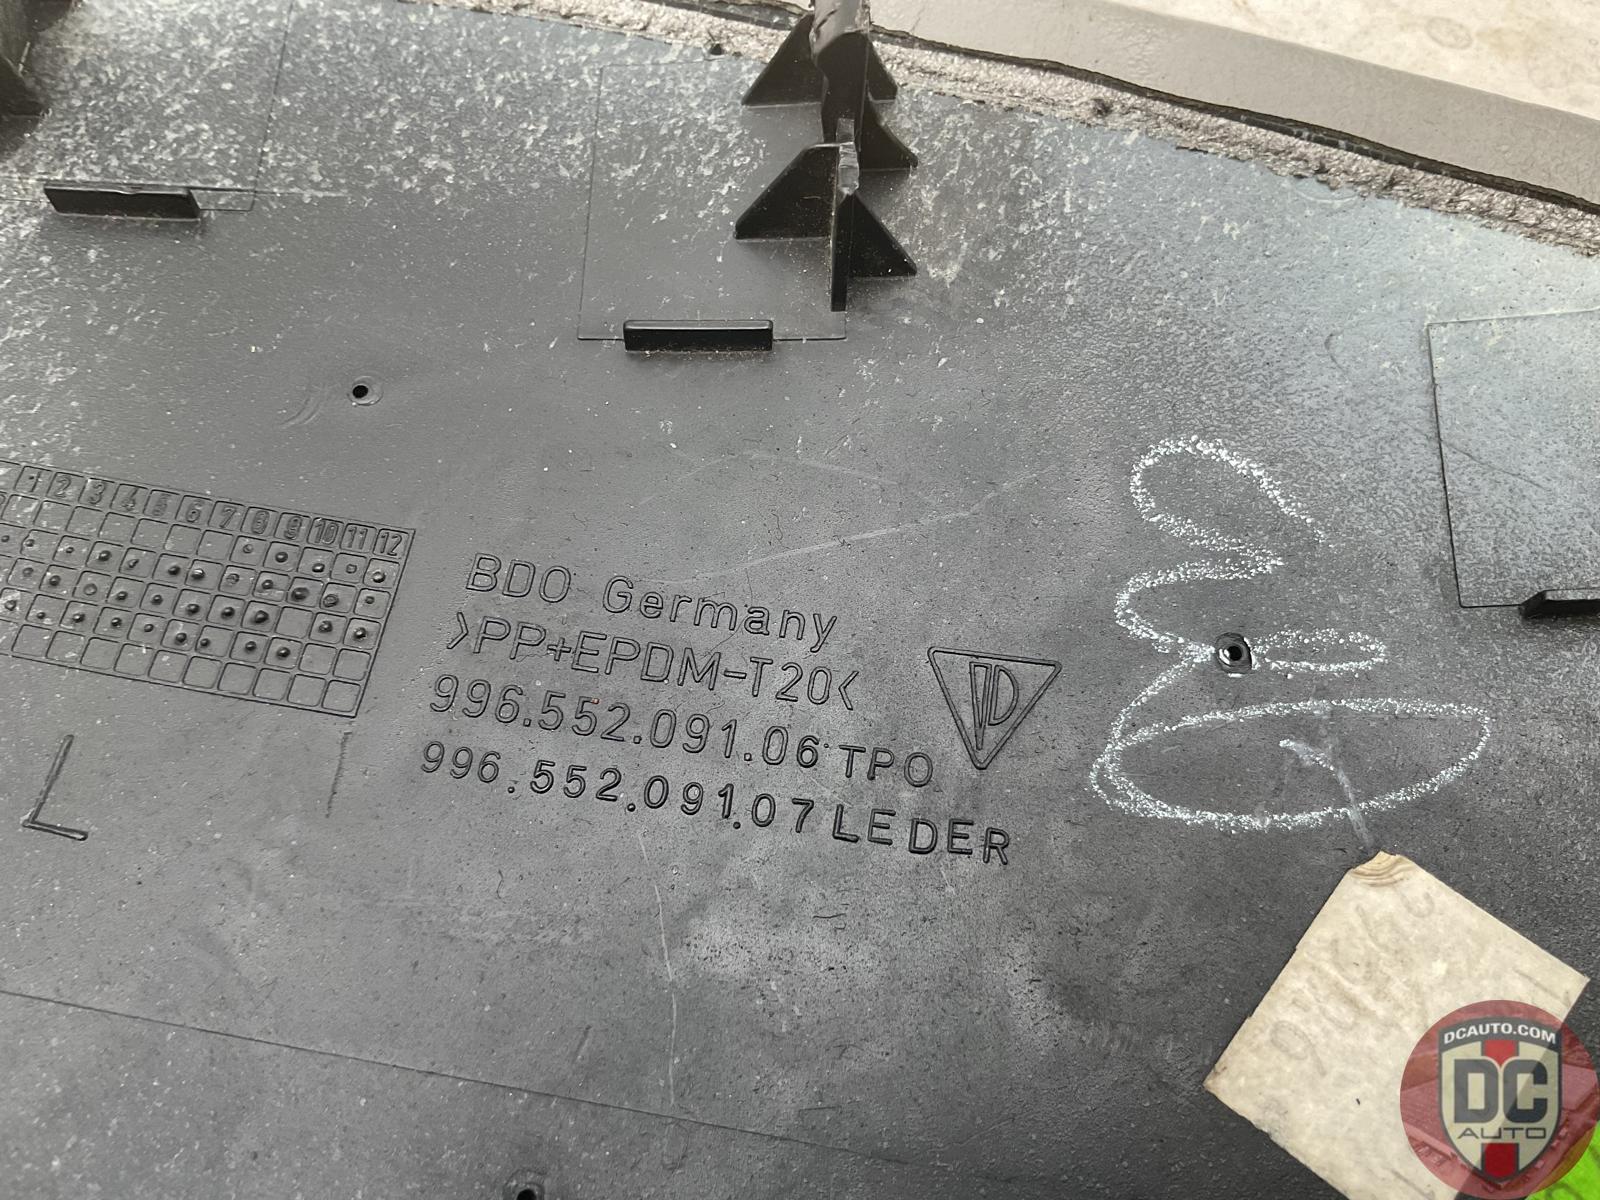 1 2 3 4 5 6 7 8 9 10 11 12
BDO Germany
>PP+EPDM-T20<
996.552.091.06 TPO
996.552.091.07 LEDER
L
DCAUTO.COM
DC
AUTO